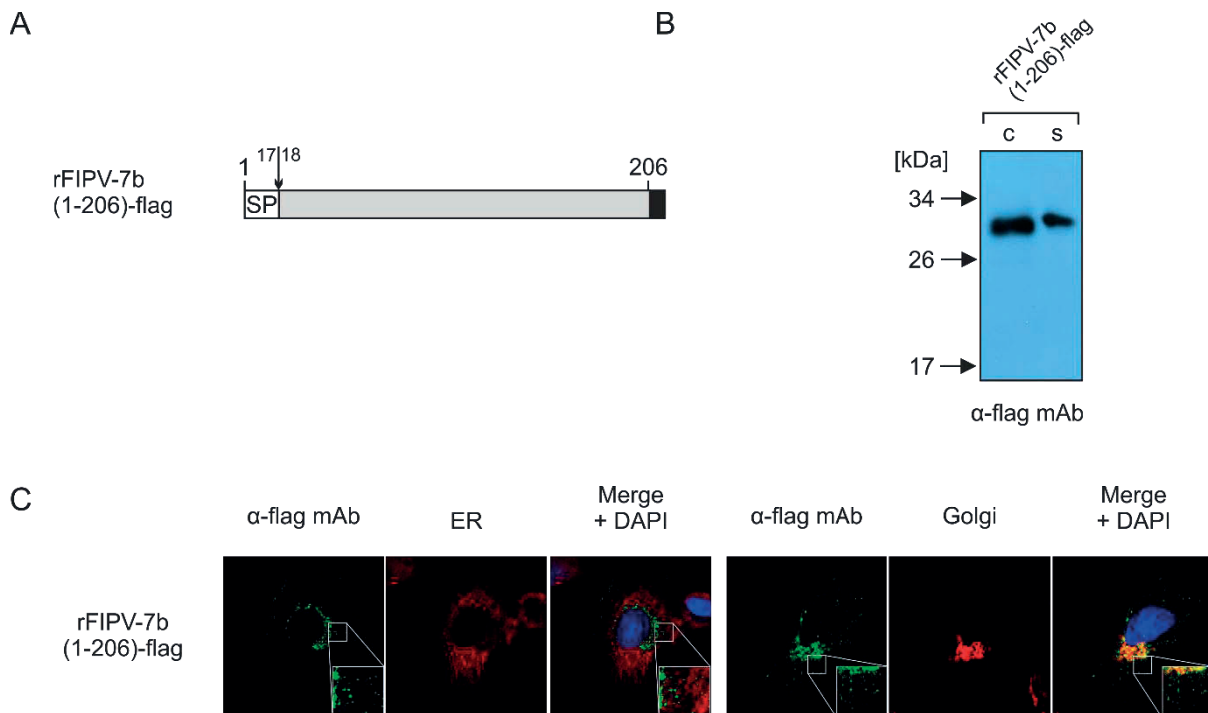 A
B
rFIPV-7b
(1-206)-flag
c s
[kDa]
34
26
17
α-flag mAb
1 17 18 206
rFIPV-7b
(1-206)-flag
SP
C
α-flag mAb ER Merge
+ DAPI
α-flag mAb Golgi Merge
+ DAPI
rFIPV-7b
(1-206)-flag